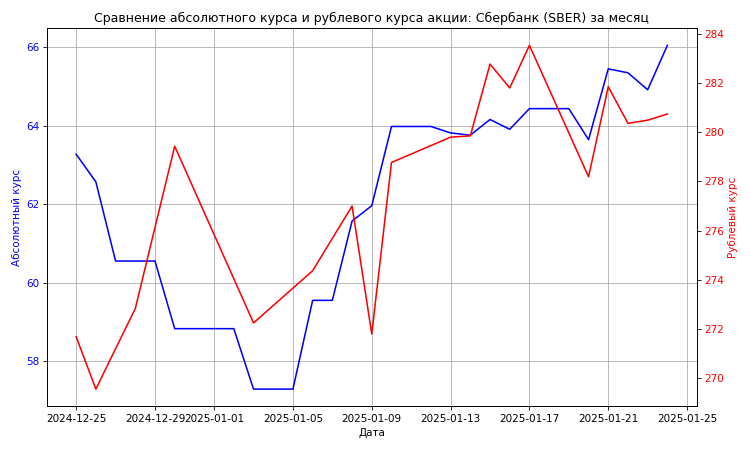 Сравнение абсолютного курса и рублевого курса акции: Сбербанк (SBER) за месяц
66
64
62
60
58
Абсолютный курс
284
282
280
278
276
274
272
270
Рублевый курс
2024-12-25 2024-12-29 2025-01-01 2025-01-05 2025-01-09 2025-01-13 2025-01-17 2025-01-21 2025-01-25
Дата